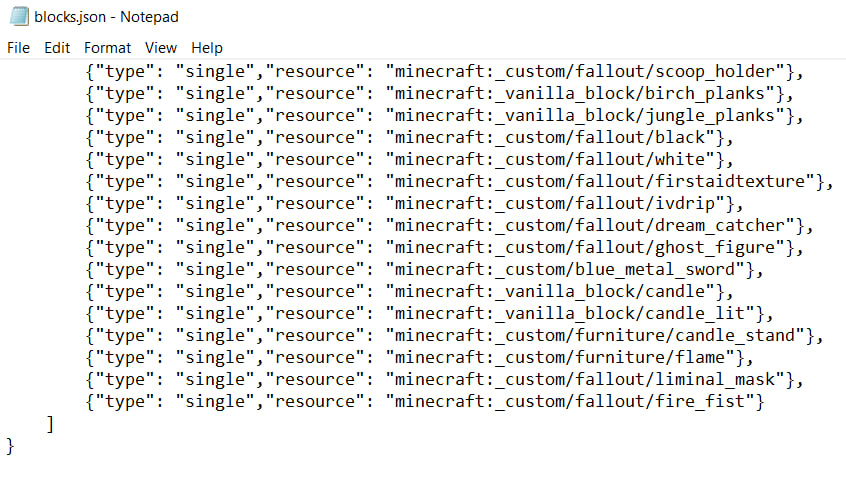 blocks.json - Notepad
File Edit Format View Help
{"type": "single","resource": "minecraft:_custom/fallout/scoop_holder"},
{"type": "single","resource": "minecraft:_vanilla_block/birch_planks"},
{"type": "single","resource": "minecraft:_vanilla_block/jungle_planks"},
{"type": "single","resource": "minecraft:_custom/fallout/black"},
{"type": "single","resource": "minecraft:_custom/fallout/white"},
{"type": "single","resource": "minecraft:_custom/fallout/firstaidtexture"},
{"type": "single","resource": "minecraft:_custom/fallout/ivdrip"},
{"type": "single","resource": "minecraft:_custom/fallout/dream_catcher"},
{"type": "single","resource": "minecraft:_custom/fallout/ghost_figure"},
{"type": "single","resource": "minecraft:_custom/blue_metal_sword"},
{"type": "single","resource": "minecraft:_vanilla_block/candle"},
{"type": "single","resource": "minecraft:_vanilla_block/candle_lit"},
{"type": "single","resource": "minecraft:_custom/furniture/candle_stand"},
{"type": "single","resource": "minecraft:_custom/furniture/flame"},
{"type": "single","resource": "minecraft:_custom/fallout/liminal_mask"},
{"type": "single","resource": "minecraft:_custom/fallout/fire_fist"}
]
}